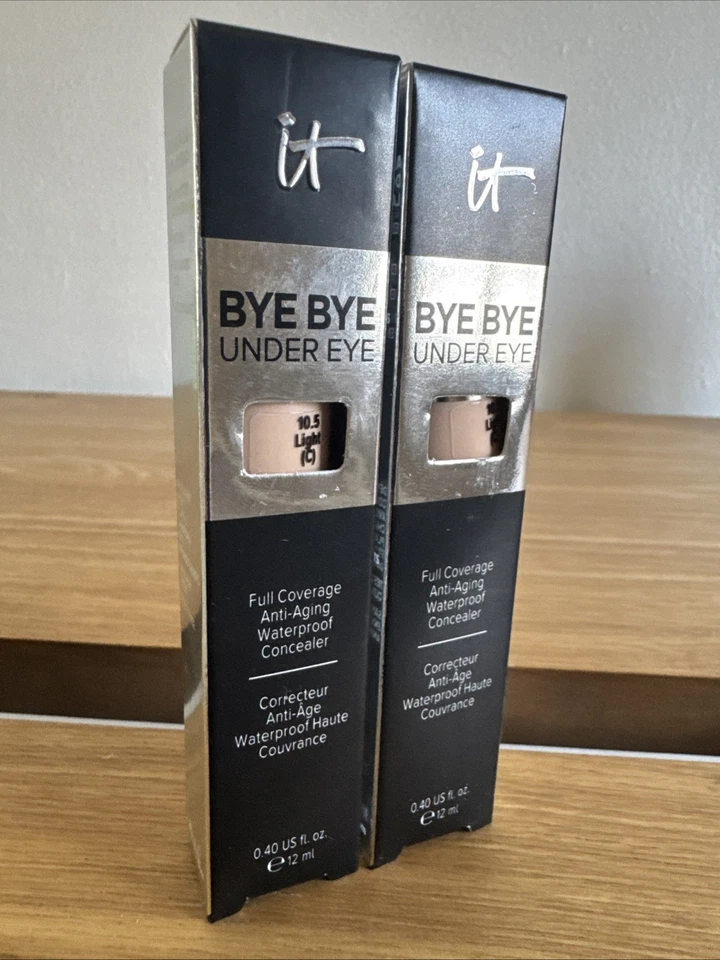 it
BYE BYE
UNDER EYE
10.5
Light
(C)
Full Coverage
Anti-Aging
Waterproof
Concealer
Correcteur
Anti-Âge
Waterproof Haute
Couvrance
0.40 US fl. oz.
℮ 12 ml
it
BYE BYE
UNDER EYE
Full Coverage
Anti-Aging
Waterproof
Concealer
Correcteur
Anti-Âge
Waterproof Haute
Couvrance
0.40 US fl. oz.
℮ 12 ml